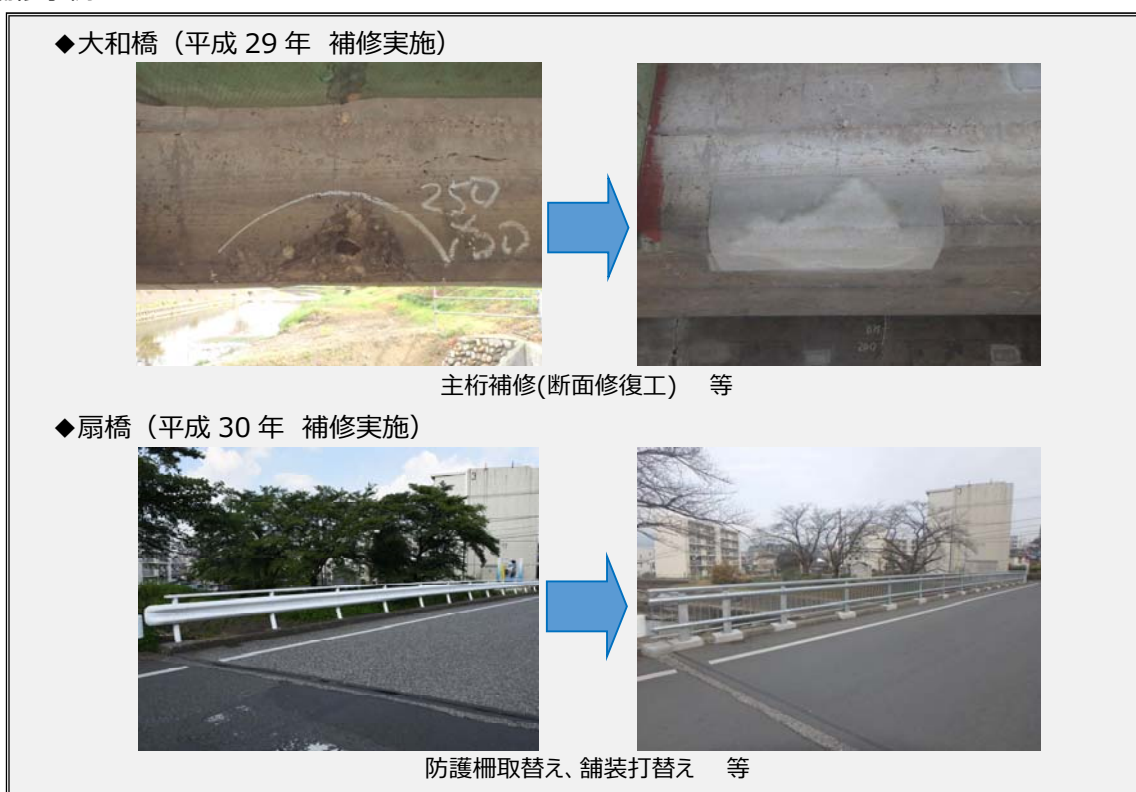 ◆大和橋（平成 29 年 補修実施）
250
主桁補修(断面修復工) 等
◆扇橋（平成 30 年 補修実施）
防護柵取替え、舗装打替え 等